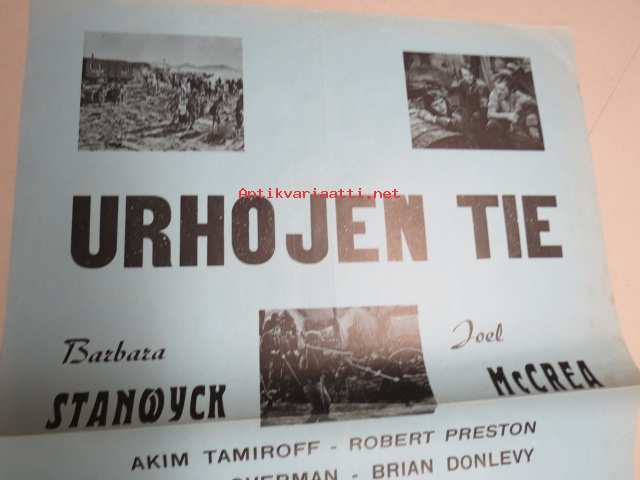 Antikvariaatti.net
URHOJEN TIE
Barbara
STANWYCK
Joel
McCREA
AKIM TAMIROFF - ROBERT PRESTON
- BRIAN DONLEVY